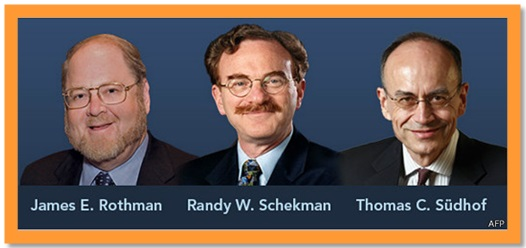 James E. Rothman Randy W. Schekman Thomas C. Südhof
AFP